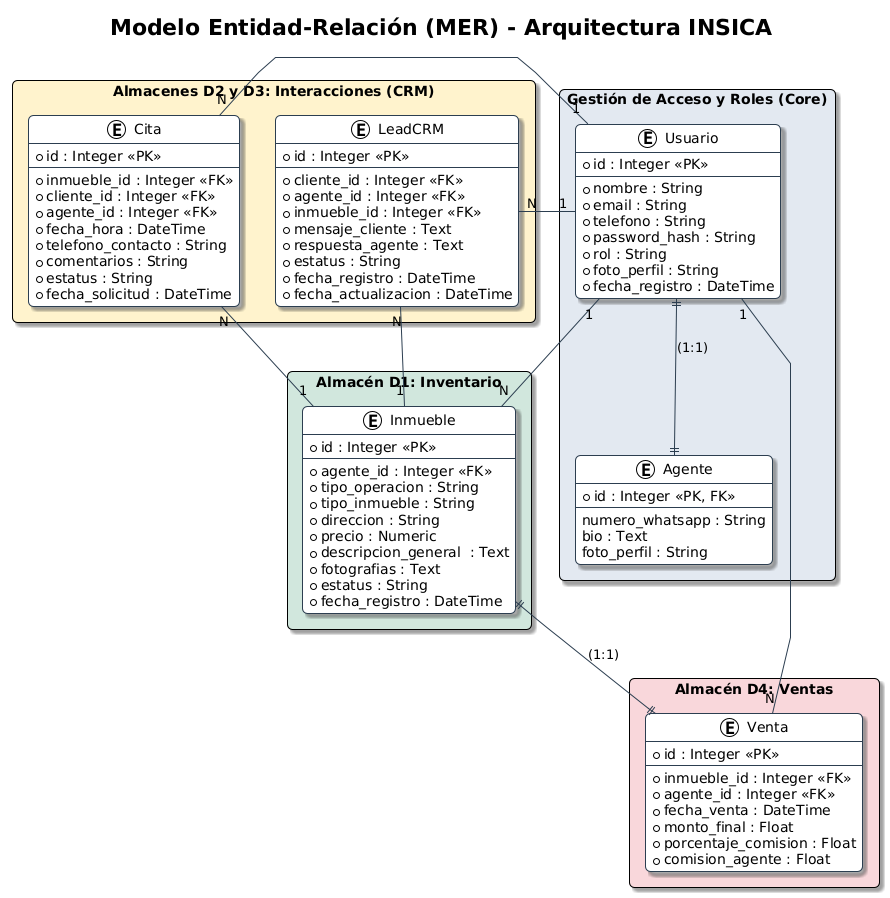 Modelo Entidad-Relación (MER) - Arquitectura INSICA
Almacenes D2 y D3: Interacciones (CRM)
N
E Cita
id : Integer «PK»
inmueble_id : Integer «FK»
cliente_id : Integer «FK»
agente_id : Integer «FK»
fecha_hora : DateTime
telefono_contacto : String
comentarios : String
estatus : String
fecha_solicitud : DateTime
E LeadCRM
id : Integer «PK»
cliente_id : Integer «FK»
agente_id : Integer «FK»
inmueble_id : Integer «FK»
mensaje_cliente : Text
respuesta_agente : Text
estatus : String
fecha_registro : DateTime
fecha_actualizacion : DateTime
N
1
Gestión de Acceso y Roles (Core)
1
E Usuario
id : Integer «PK»
nombre : String
email : String
telefono : String
password_hash : String
rol : String
foto_perfil : String
fecha_registro : DateTime
N
N
1
1
(1:1)
Almacén D1: Inventario
1
1
N
E Inmueble
id : Integer «PK»
agente_id : Integer «FK»
tipo_operacion : String
tipo_inmueble : String
direccion : String
precio : Numeric
descripcion_general : Text
fotografias : Text
estatus : String
fecha_registro : DateTime
E Agente
id : Integer «PK, FK»
numero_whatsapp : String
bio : Text
foto_perfil : String
(1:1)
Almacén D4: Ventas
N
E Venta
id : Integer «PK»
inmueble_id : Integer «FK»
agente_id : Integer «FK»
fecha_venta : DateTime
monto_final : Float
porcentaje_comision : Float
comision_agente : Float